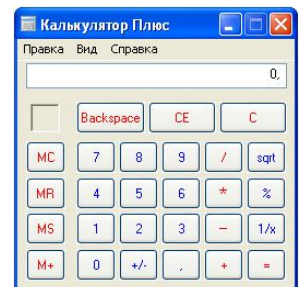 Калькулятор Плюс
Правка Вид Справка
0,
Backspace CE C
MC 7 8 9 / sqrt
MR 4 5 6 * %
MS 1 2 3 − 1/x
M+ 0 +/- , + =